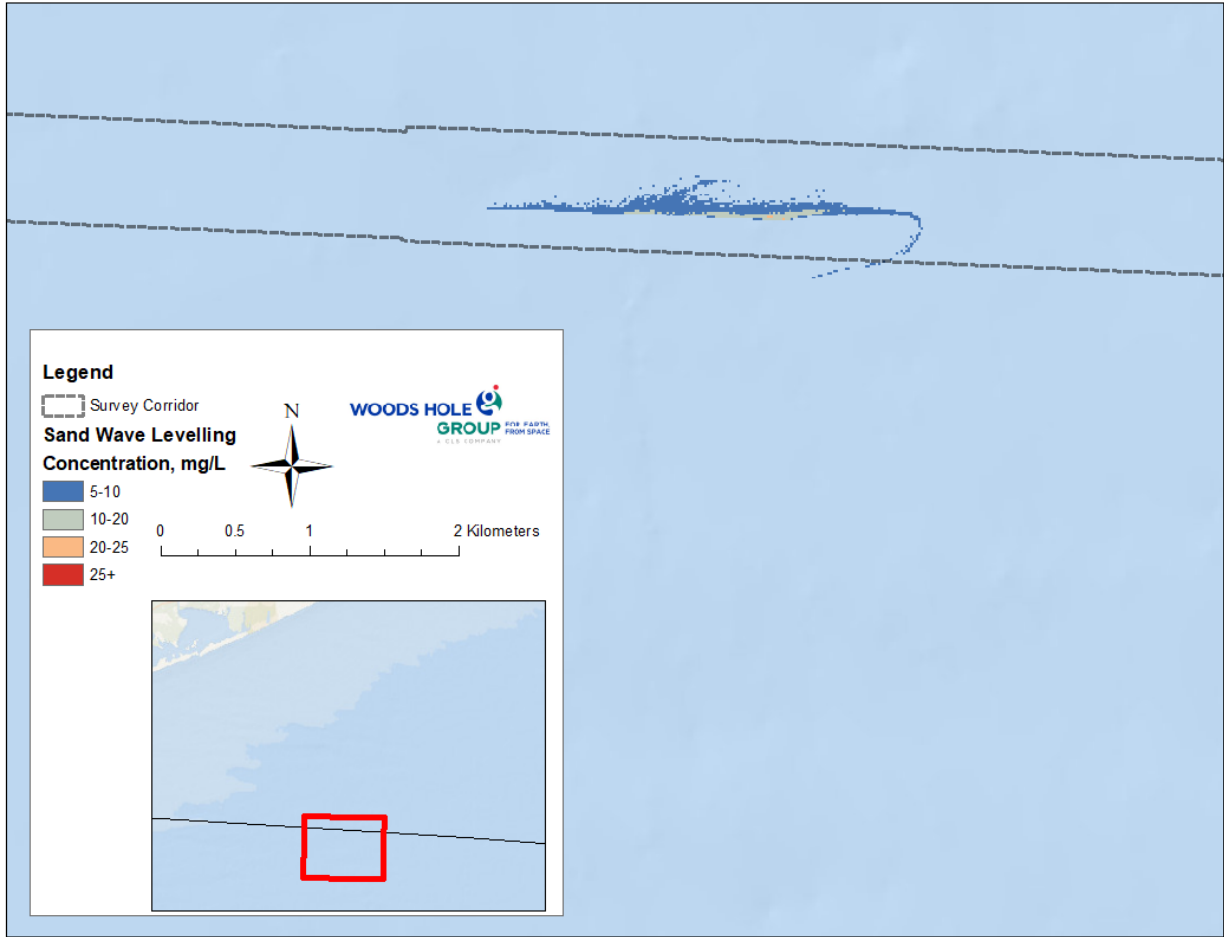 Legend
Survey Corridor
N
WOODS HOLE
GROUP FOR EARTH, FROM SPACE
A CLS COMPANY
Sand Wave Levelling
Concentration, mg/L
5-10
10-20
20-25
25+
0 0.5 1 2 Kilometers